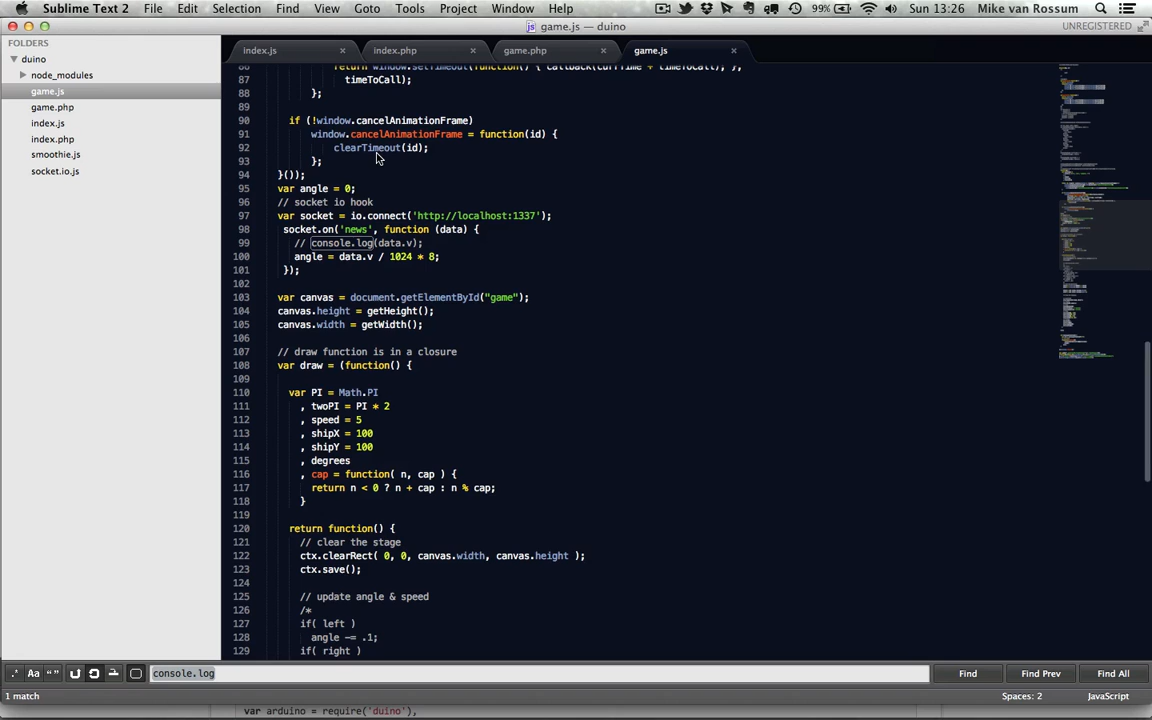 Sublime Text 2 File Edit Selection Find Goto Tools Project Window Help 99% Sun 13:26 Mike van Rossum
game.js — duino UNREGISTERED
FOLDERS
duino
node_modules
game.js
game.php
index.js
index.php
smoothie.js
socket.io.js
index.js × index.php × game.php × game.js ×
86 return window.setTimeout(function() { callback(currTime + timeToCall); },
87 timeToCall);
88 };
89
90 if (!window.cancelAnimationFrame)
91 window.cancelAnimationFrame = function(id) {
92 clearTimeout(id);
93 };
94 }());
95 var angle = 0;
96 // socket io hook
97 var socket = io.connect('http://localhost:1337');
98 socket.on('news', function (data) {
99 // console.log(data.v);
100 angle = data.v / 1024 * 8;
101 });
102
103 var canvas = document.getElementById("game");
104 canvas.height = getHeight();
105 canvas.width = getWidth();
106
107 // draw function is in a closure
108 var draw = (function() {
109
110 var PI = Math.PI
111 , twoPI = PI * 2
112 , speed = 5
113 , shipX = 100
114 , shipY = 100
115 , degrees
116 , cap = function( n, cap ) {
117 return n < 0 ? n + cap : n % cap;
118 }
119
120 return function() {
121 // clear the stage
122 ctx.clearRect( 0, 0, canvas.width, canvas.height );
123 ctx.save();
124
125 // update angle & speed
126 /*
127 if( left )
128 angle -= .1;
129 if( right )
.* Aa “” console.log Find Find Prev Find All
1 match Spaces: 2 JavaScript
var arduino = require('duino'),